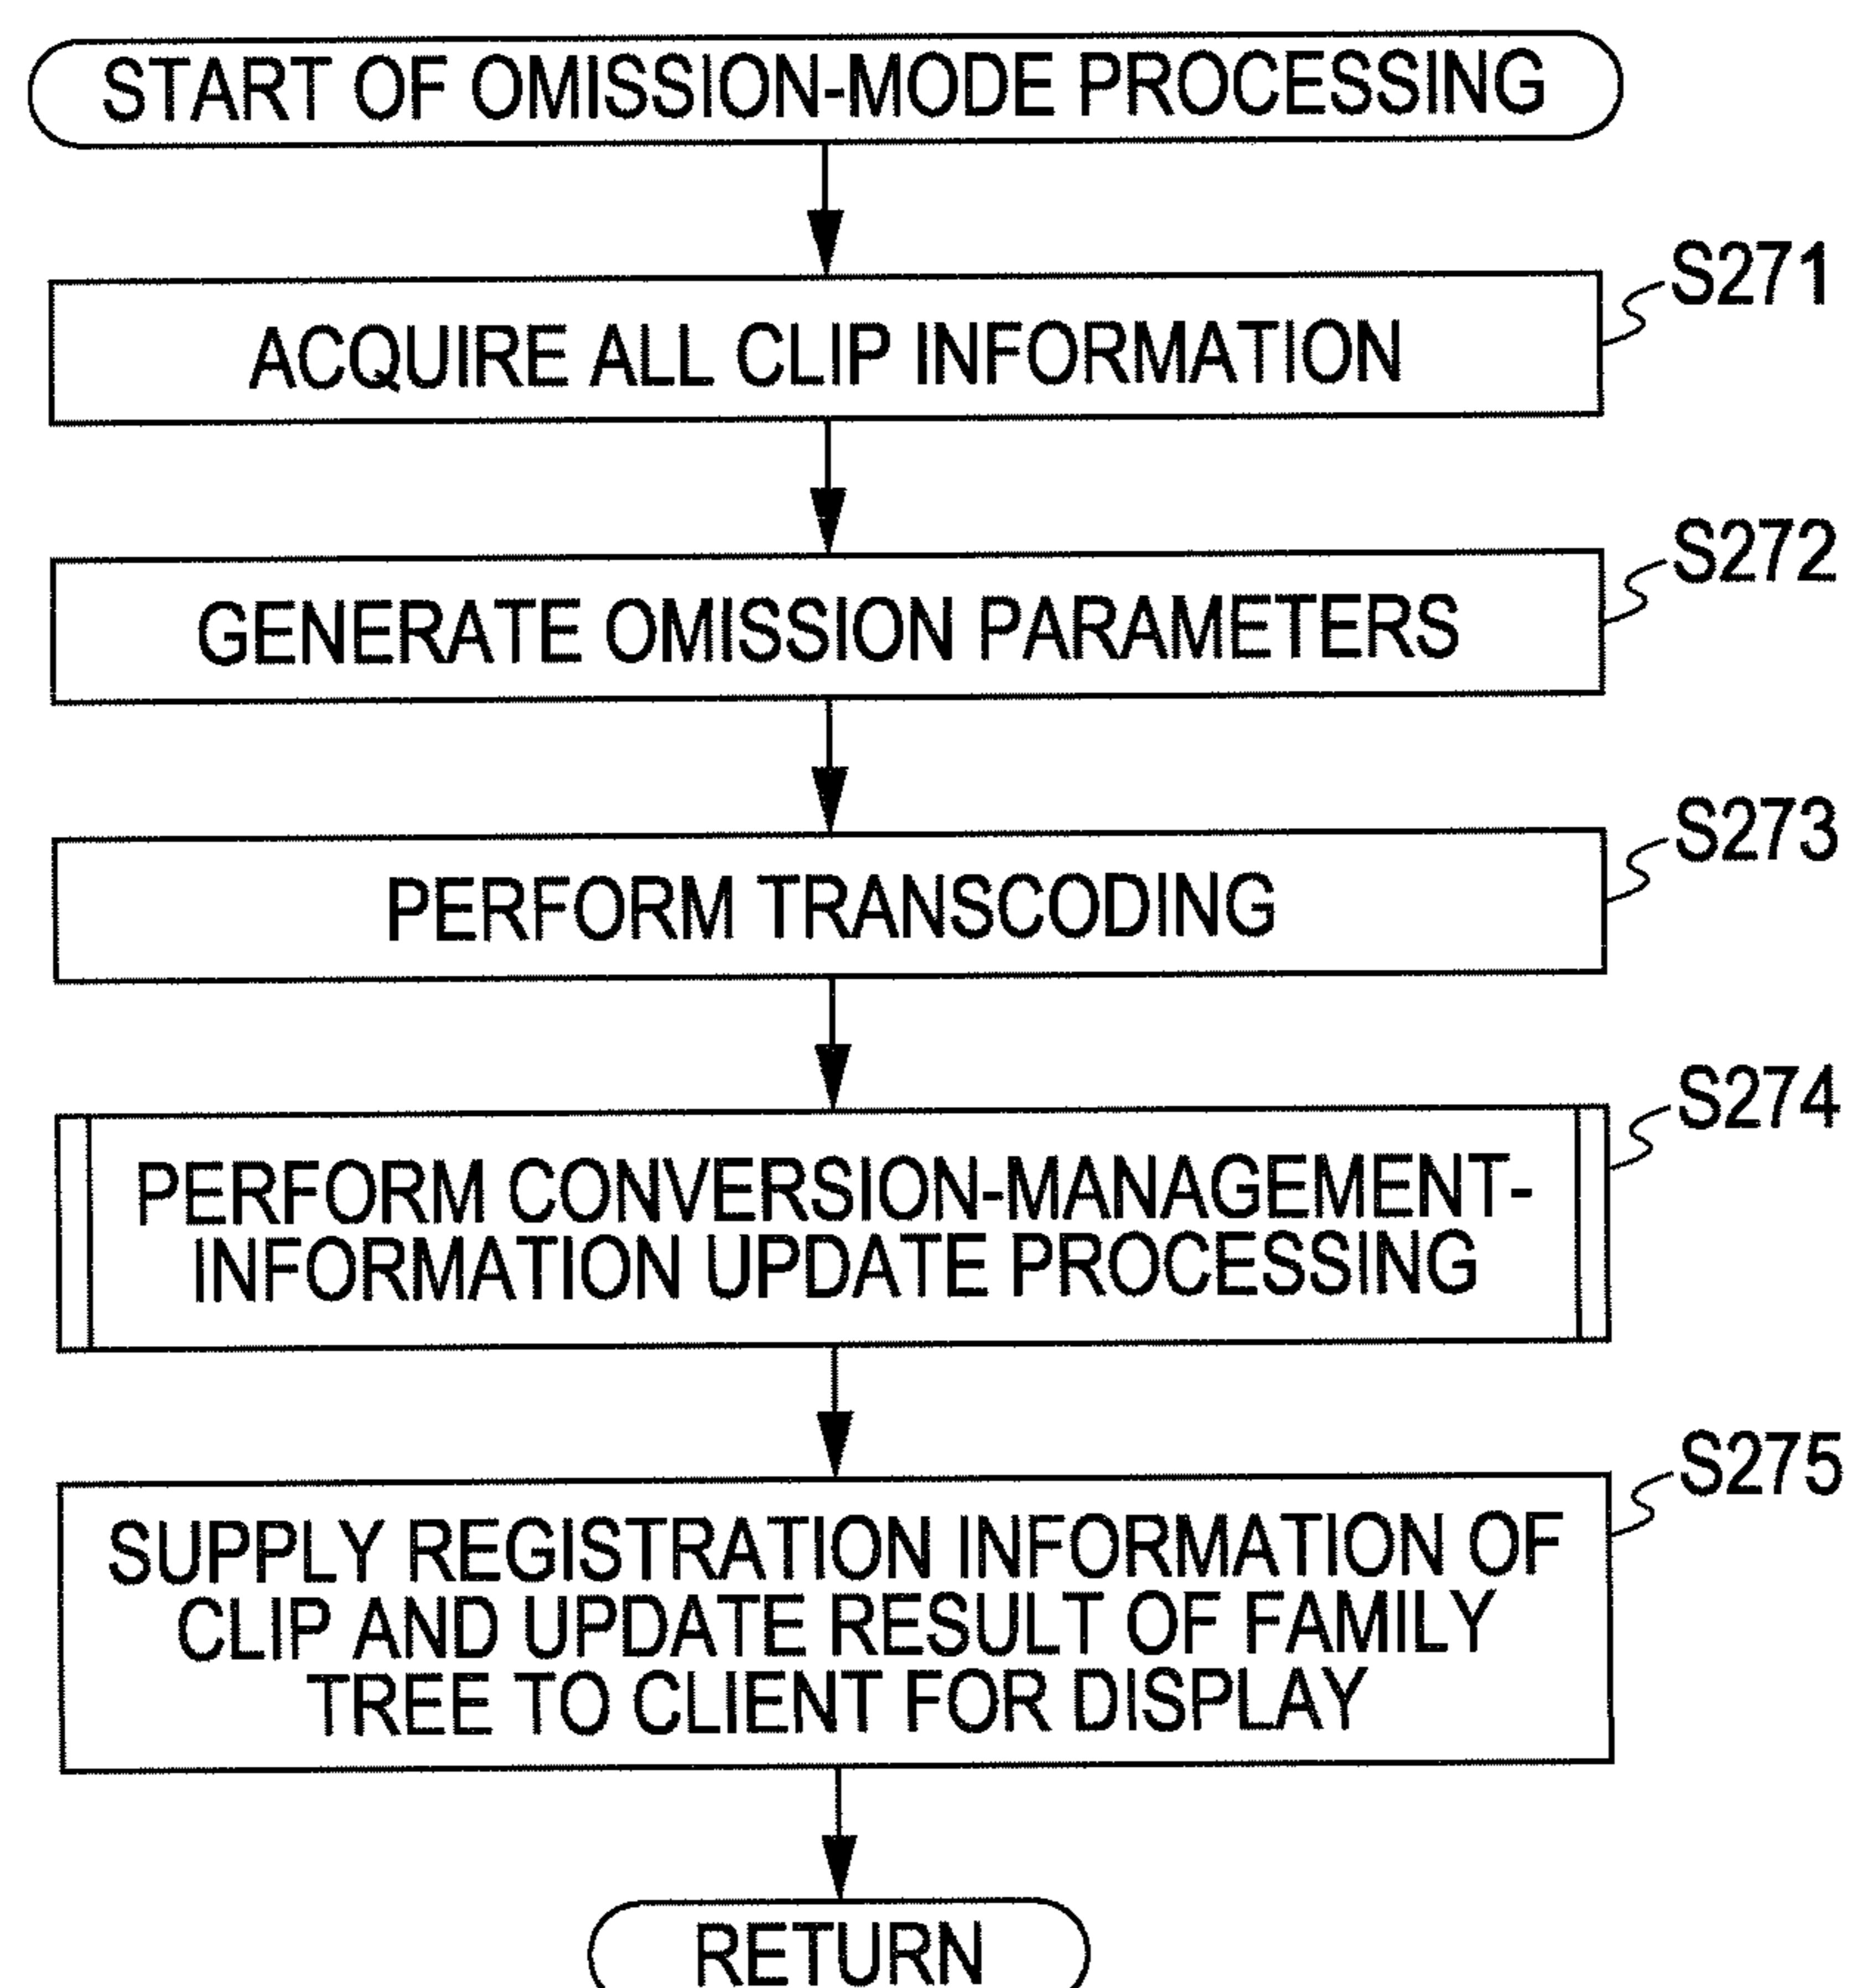 START OF OMISSION-MODE PROCESSING
S271
ACQUIRE ALL CLIP INFORMATION
S272
GENERATE OMISSION PARAMETERS
S273
PERFORM TRANSCODING
S274
PERFORM CONVERSION-MANAGEMENT-
INFORMATION UPDATE PROCESSING
S275
SUPPLY REGISTRATION INFORMATION OF
CLIP AND UPDATE RESULT OF FAMILY
TREE TO CLIENT FOR DISPLAY
RETURN